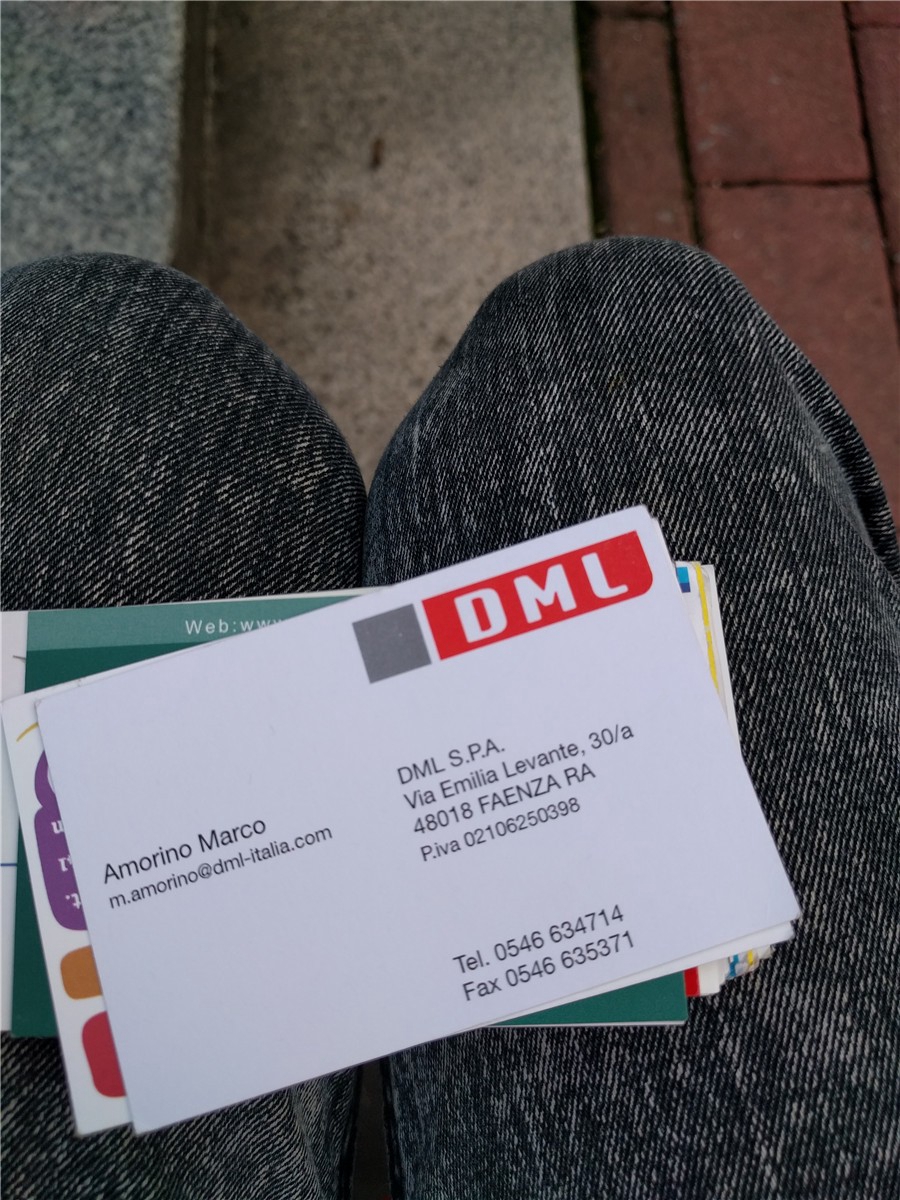 Web:www
DML
DML S.P.A.
Via Emilia Levante, 30/a
48018 FAENZA RA
P.iva 02106250398
Amorino Marco
m.amorino@dml-italia.com
Tel. 0546 634714
Fax 0546 635371